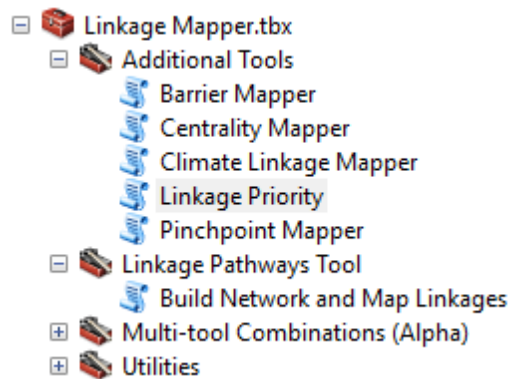 Linkage Mapper.tbx
Additional Tools
Barrier Mapper
Centrality Mapper
Climate Linkage Mapper
Linkage Priority
Pinchpoint Mapper
Linkage Pathways Tool
Build Network and Map Linkages
Multi-tool Combinations (Alpha)
Utilities